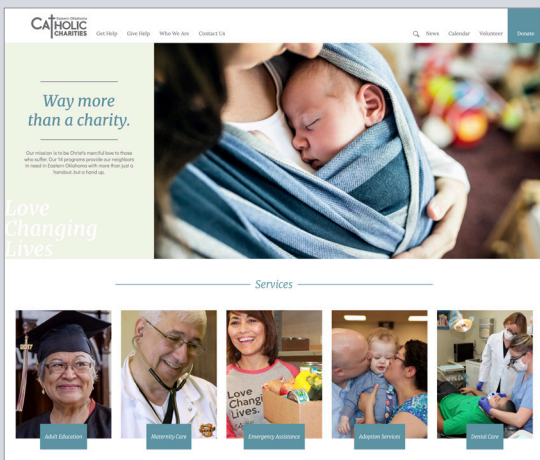 Eastern Oklahoma
CATHOLIC
CHARITIES
Get Help Give Help Who We Are Contact Us
News Calendar Volunteer Donate
Way more
than a charity.
Our mission is to be Christ's merciful love to those
who suffer. Our 14 programs provide our neighbors
in need in Eastern Oklahoma with more than just a
handout, but a hand up.
Love
Changing
Lives
Services
Love
Changi
Lives.
Adult Education
Maternity Care
Emergency Assistance
Adoption Services
Dental Care